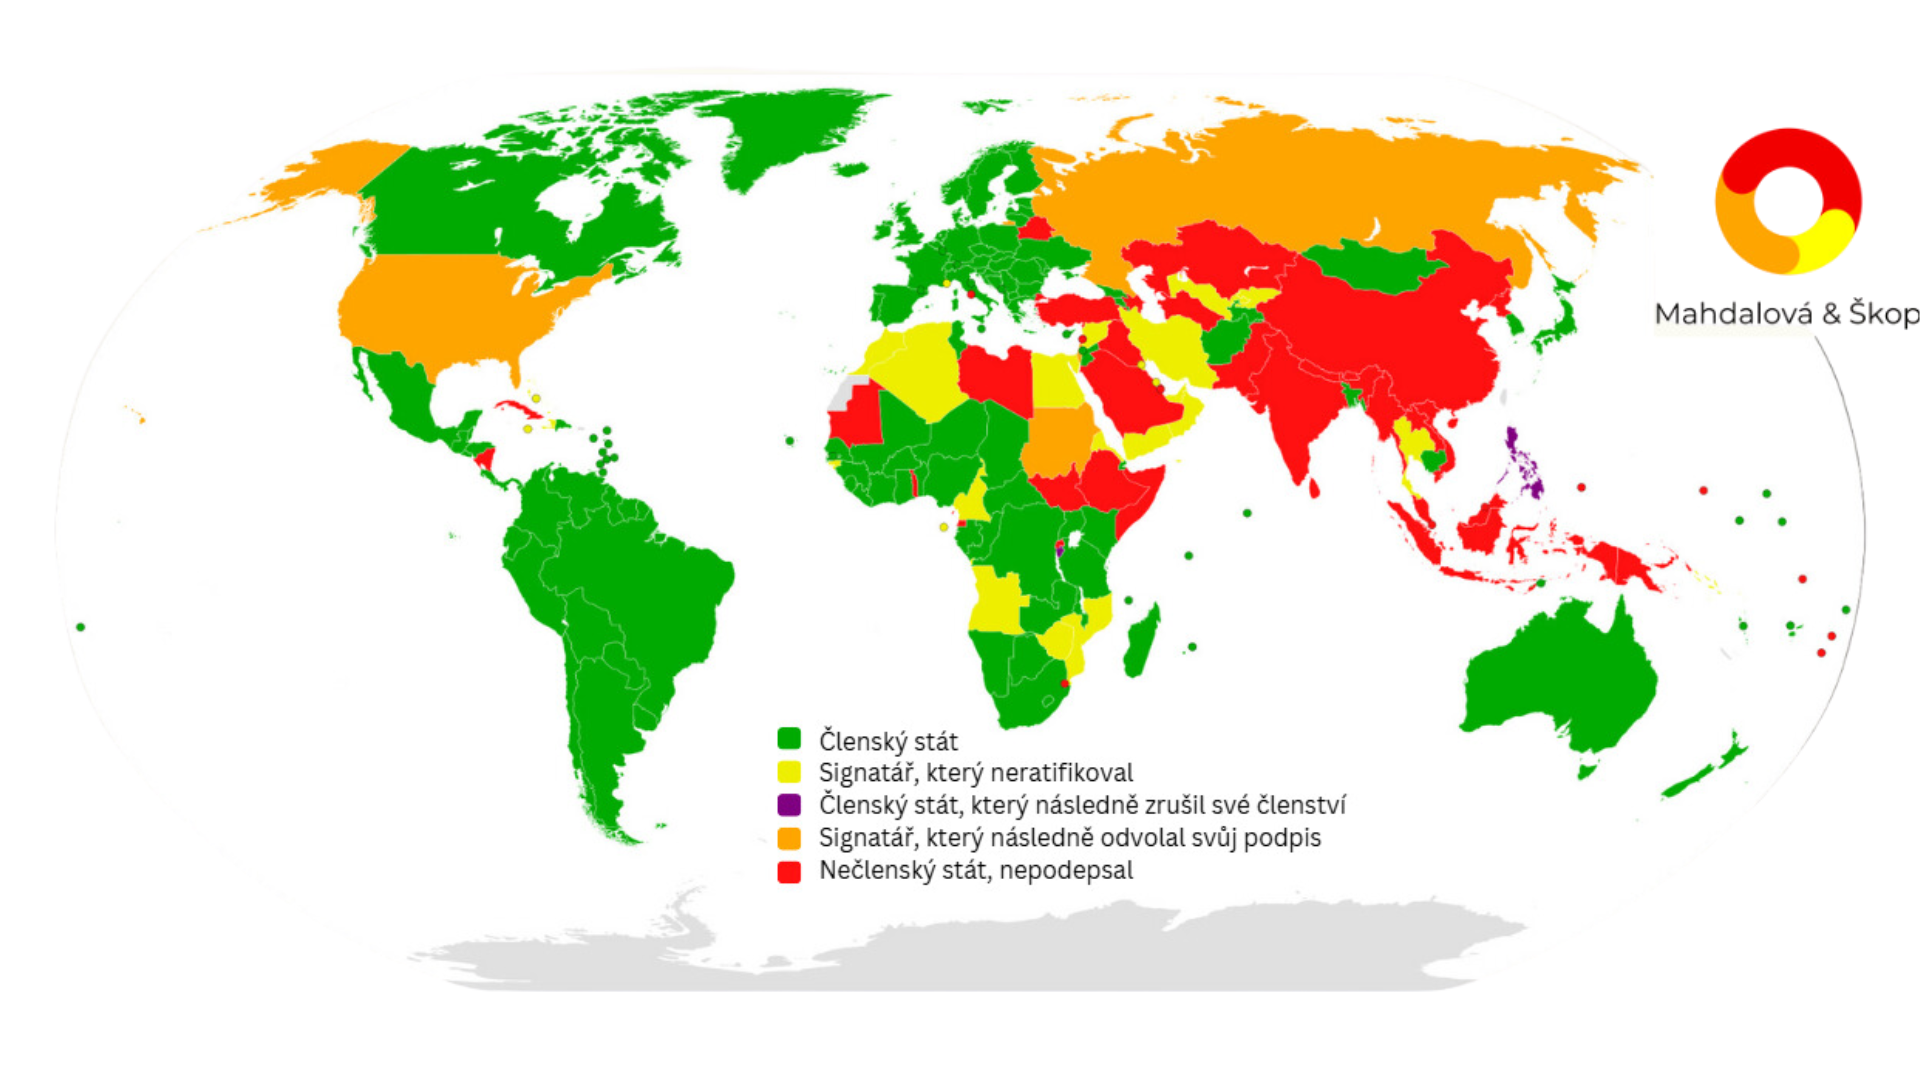 Mahdalová & Škop
Členský stát
Signatář, který neratifikoval
Členský stát, který následně zrušil své členství
Signatář, který následně odvolal svůj podpis
Nečlenský stát, nepodepsal